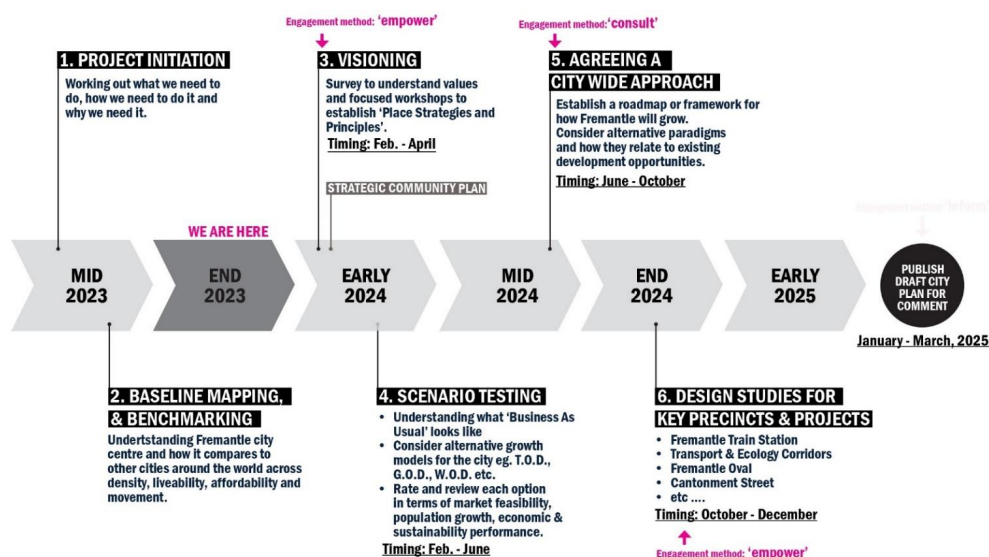 Engagement method: 'empower'
1. PROJECT INITIATION
Working out what we need to
do, how we need to do it and
why we need it.
3. VISIONING
Survey to understand values
and focused workshops to
establish 'Place Strategies and
Principles'.
Timing: Feb. - April
STRATEGIC COMMUNITY PLAN
Engagement method:'consult'
5. AGREEING A
CITY WIDE APPROACH
Establish a roadmap or framework for
how Fremantle will grow.
Consider alternative paradigms
and how they relate to existing
development opportunities.
Timing: June - October
WE ARE HERE
MID
2023
END
2023
EARLY
2024
MID
2024
END
2024
EARLY
2025
PUBLISH
DRAFT CITY
PLAN FOR
COMMENT
January - March, 2025
2. BASELINE MAPPING,
& BENCHMARKING
Undertstanding Fremantle city
centre and how it compares to
other cities around the world across
density, liveability, affordability and
movement.
4. SCENARIO TESTING
• Understanding what 'Business As
Usual' looks like
• Consider alternative growth
models for the city eg. T.O.D.,
G.O.D., W.O.D. etc.
• Rate and review each option
in terms of market feasibility,
population growth, economic &
sustainability performance.
Timing: Feb. - June
6. DESIGN STUDIES FOR
KEY PRECINCTS & PROJECTS
• Fremantle Train Station
• Transport & Ecology Corridors
• Fremantle Oval
• Cantonment Street
• etc ....
Timing: October - December
Engagement method: 'empower'